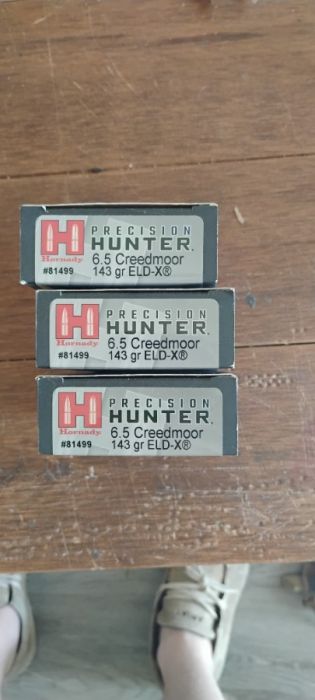 PRECISION
HUNTER.
6.5 Creedmoor
143 gr ELD-X®
Hornady
#81499
PRECISION
HUNTER.
6.5 Creedmoor
143 gr ELD-X®
Hornady
#81499
PRECISION
HUNTER.
6.5 Creedmoor
143 gr ELD-X®
Hornady
#81499